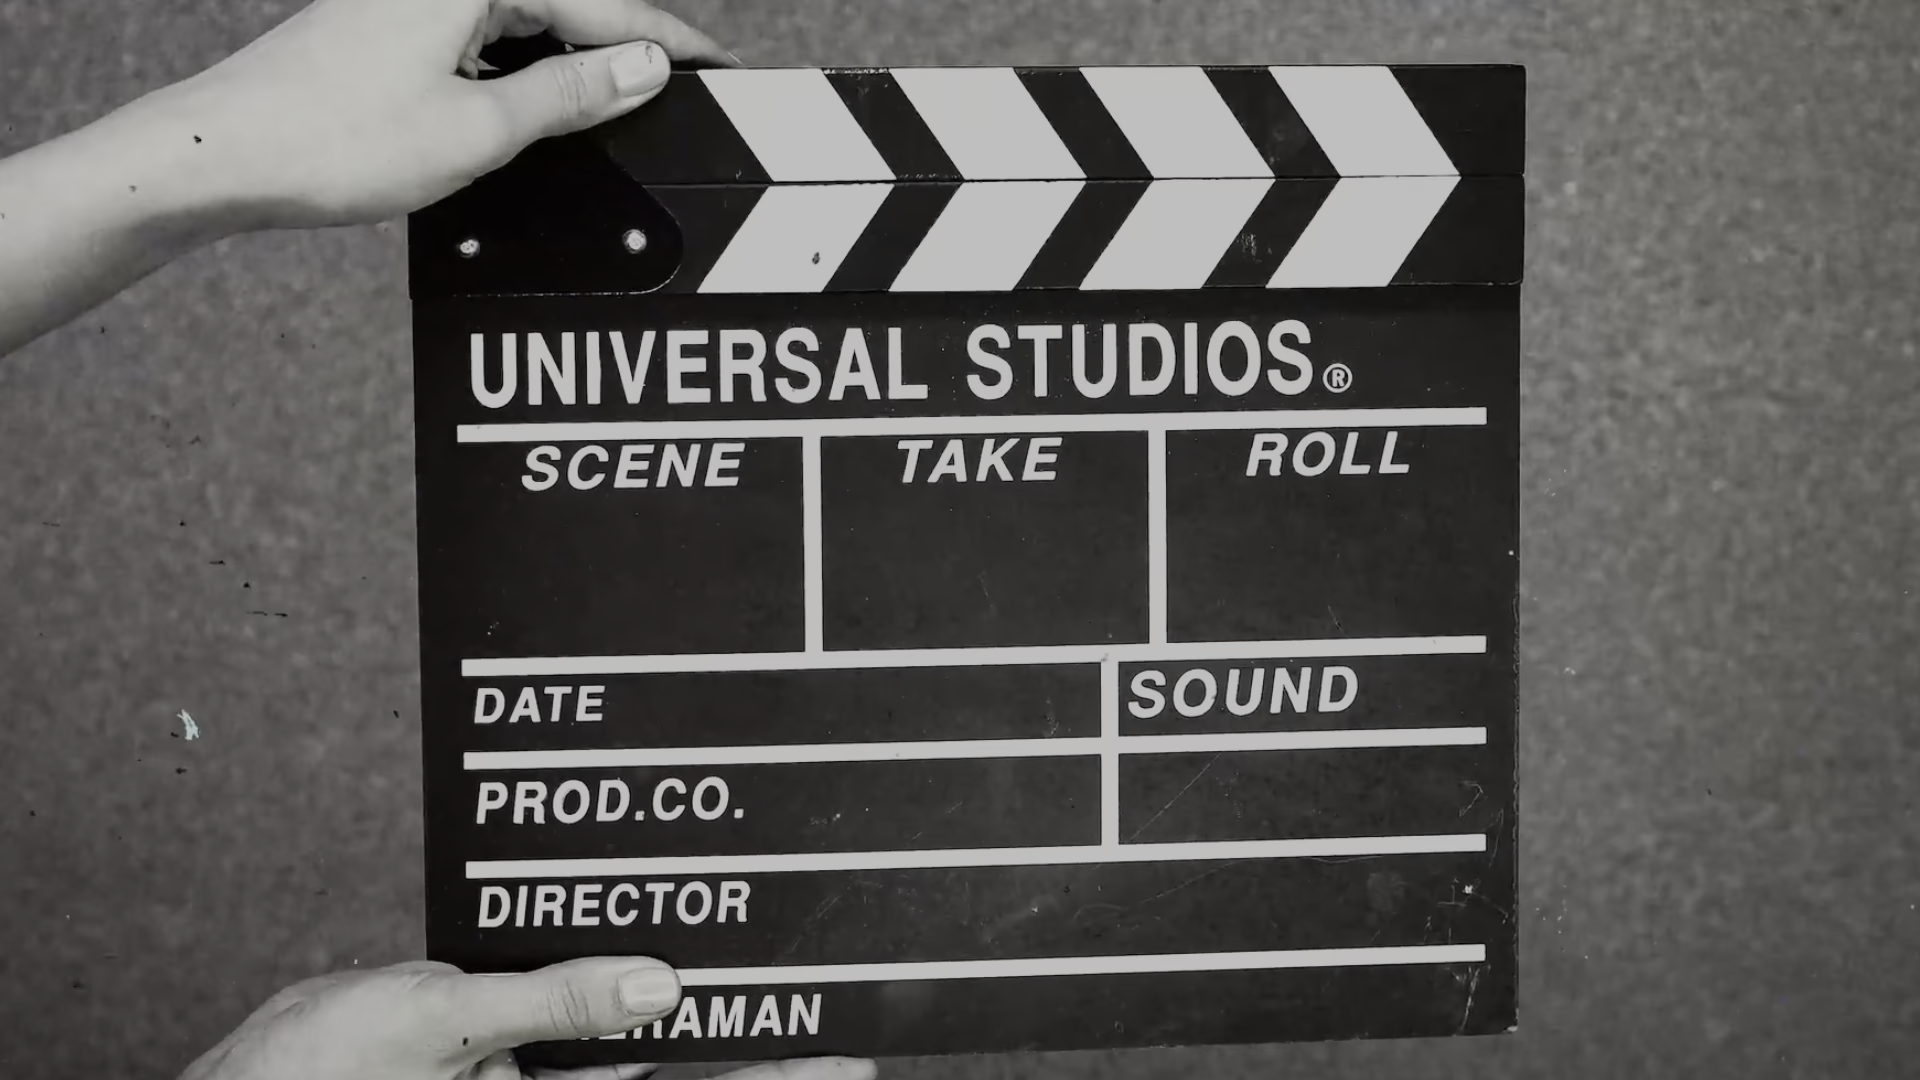 UNIVERSAL STUDIOS®
SCENE TAKE ROLL
DATE SOUND
PROD.CO.
DIRECTOR